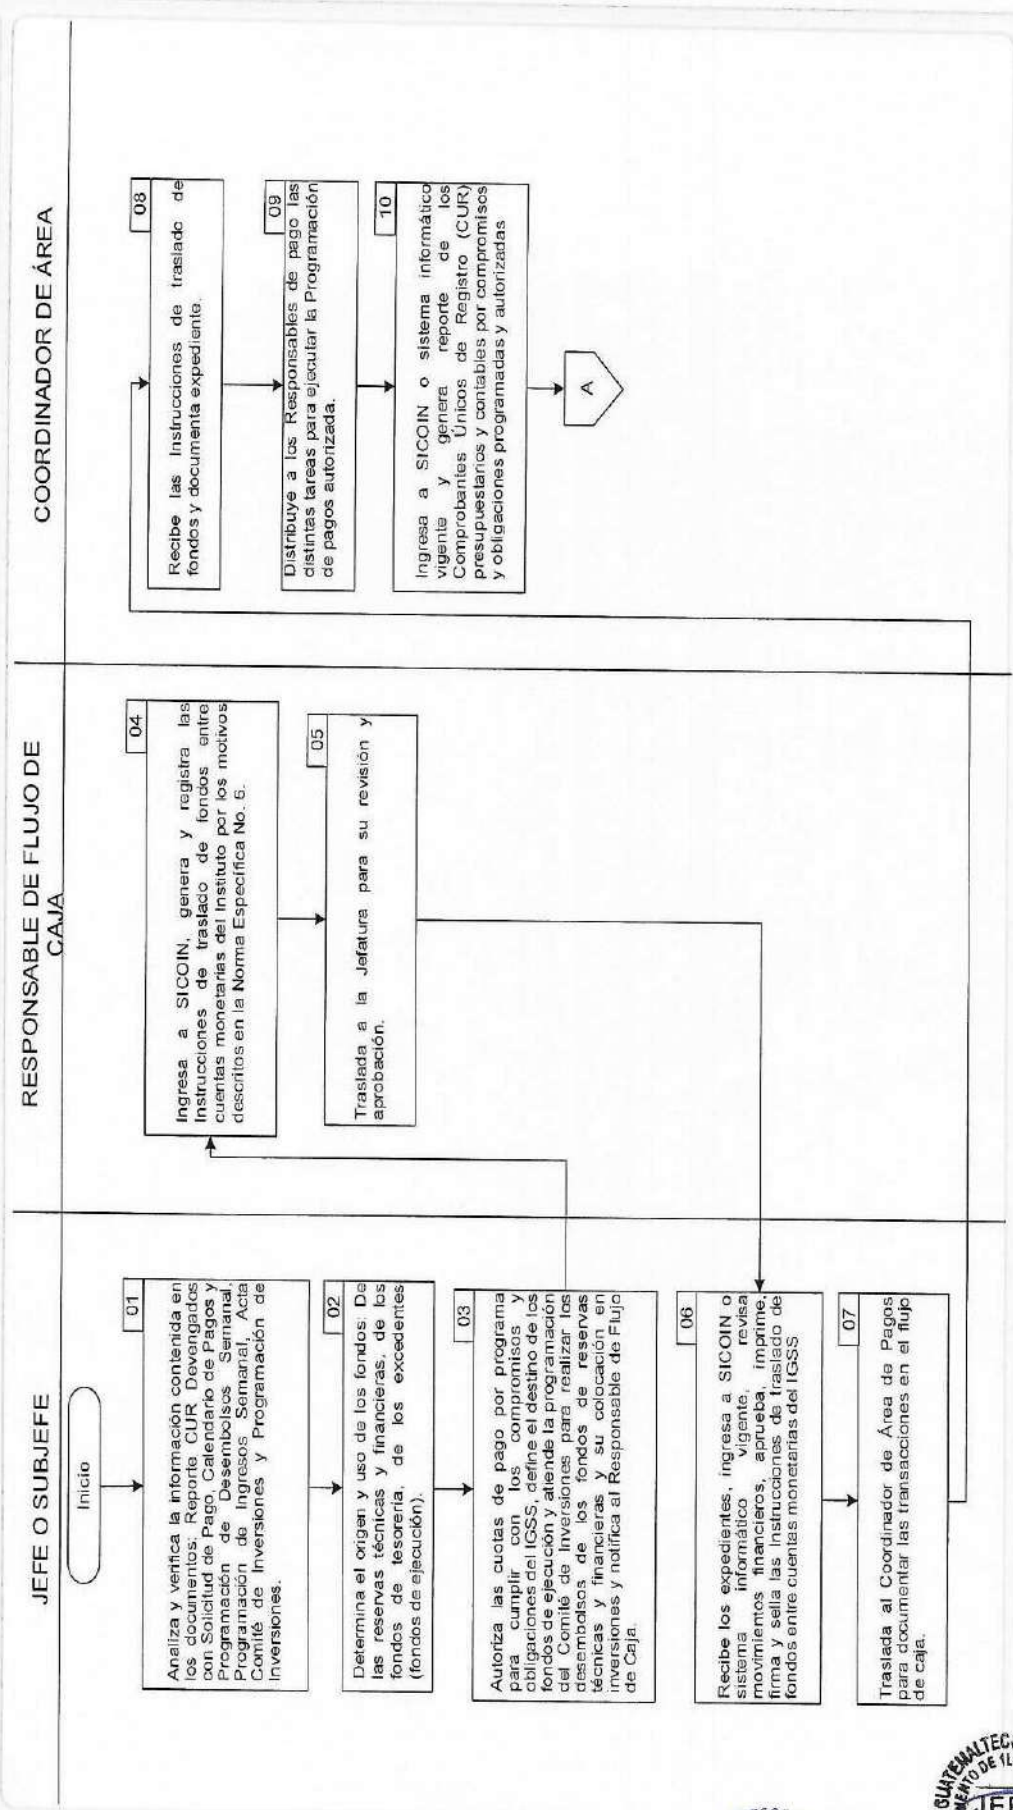 JEFE O SUBJEFE
Inicio
01
Analiza y verifica la información contenida en
los documentos: Reporte CUR Devengados
con Solicitud de Pago, Calendario de Pagos y
Programación de Desembolsos Semanal,
Programación de Ingresos Semanal, Acta
Comité de Inversiones y Programación de
Inversiones.
02
Determina el origen y uso de los fondos: De
las reservas técnicas y financieras, de los
fondos de tesorería, de los excedentes
(fondos de ejecución).
03
Autoriza las cuotas de pago por programa
para cumplir con los compromisos y
obligaciones del IGSS, define el destino de los
fondos de ejecución y atiende la programación
del Comité de Inversiones para realizar los
desembolsos de los fondos de reservas
técnicas y financieras y su colocación en
inversiones y notifica al Responsable de Flujo
de Caja.
06
Recibe los expedientes, ingresa a SICOIN o
sistema informático vigente, revisa
movimientos financieros, aprueba, imprime,
firma y sella las Instrucciones de traslado de
fondos entre cuentas monetarias del IGSS
07
Traslada al Coordinador de Área de Pagos
para documentar las transacciones en el flujo
de caja.
RESPONSABLE DE FLUJO DE
CAJA
04
Ingresa a SICOIN, genera y registra las
Instrucciones de traslado de fondos entre
cuentas monetarias del Instituto por los motivos
descritos en la Norma Específica No. 6.
05
Traslada a la Jefatura para su revisión y
aprobación.
COORDINADOR DE ÁREA
08
Recibe las Instrucciones de traslado de
fondos y documenta expediente.
09
Distribuye a los Responsables de pago las
distintas tareas para ejecutar la Programación
de pagos autorizada.
10
Ingresa a SICOIN o sistema informático
vigente y genera reporte de los
Comprobantes Únicos de Registro (CUR)
presupuestarios y contables por compromisos
y obligaciones programadas y autorizadas
A